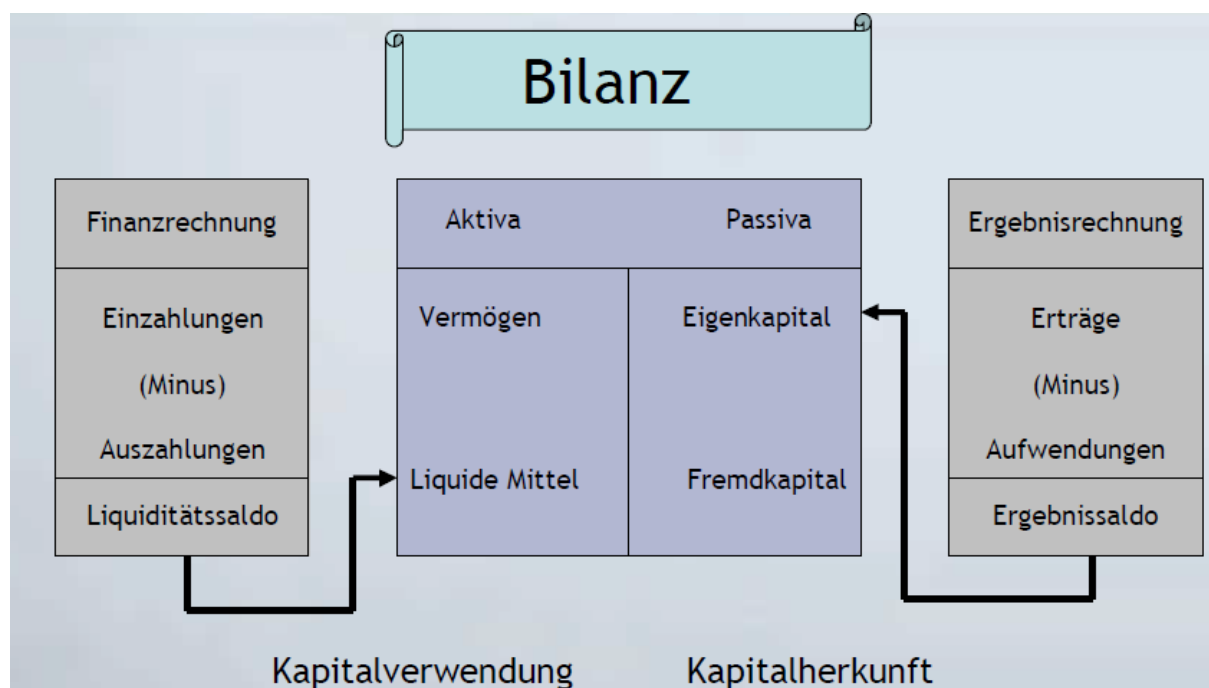 Bilanz
Finanzrechnung
Einzahlungen
(Minus)
Auszahlungen
Liquiditätssaldo
Aktiva Passiva
Vermögen Eigenkapital
Liquide Mittel Fremdkapital
Ergebnisrechnung
Erträge
(Minus)
Aufwendungen
Ergebnissaldo
Kapitalverwendung Kapitalherkunft